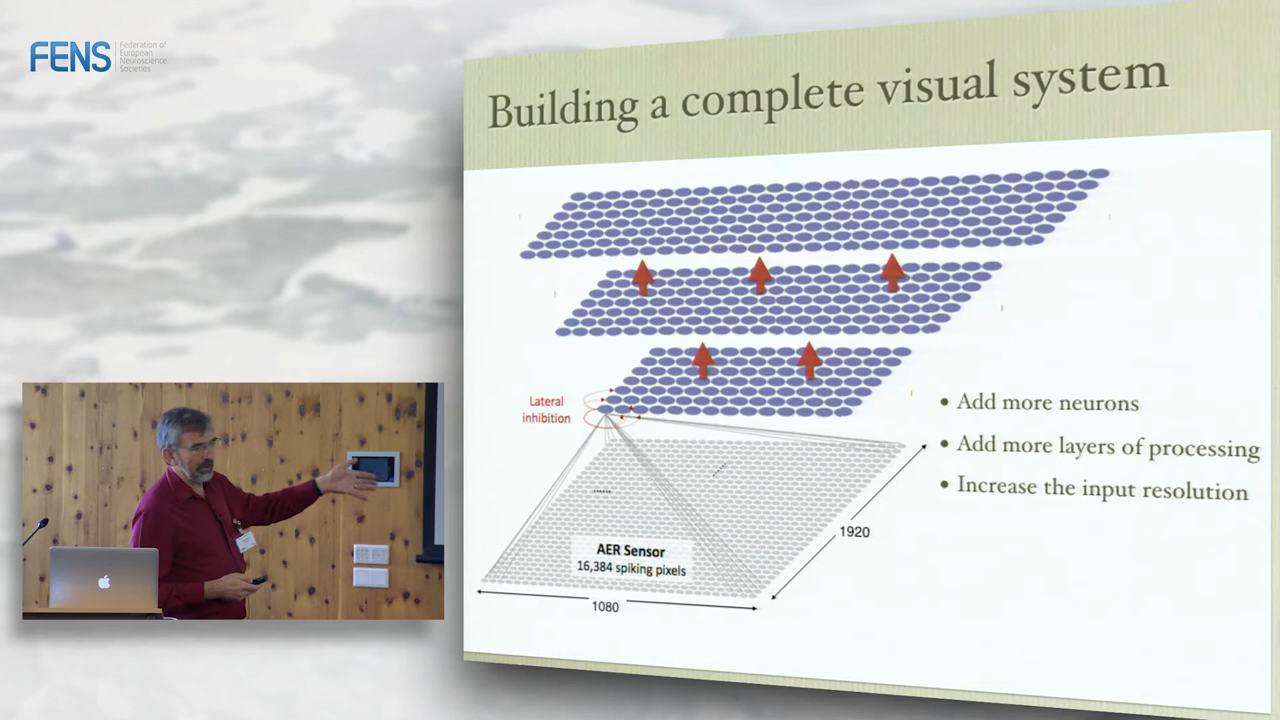 FENS
Federation of
European
Neuroscience
Societies
Building a complete visual system
Lateral
inhibition
• Add more neurons
• Add more layers of processing
• Increase the input resolution
AER Sensor
16,384 spiking pixels
1920
1080